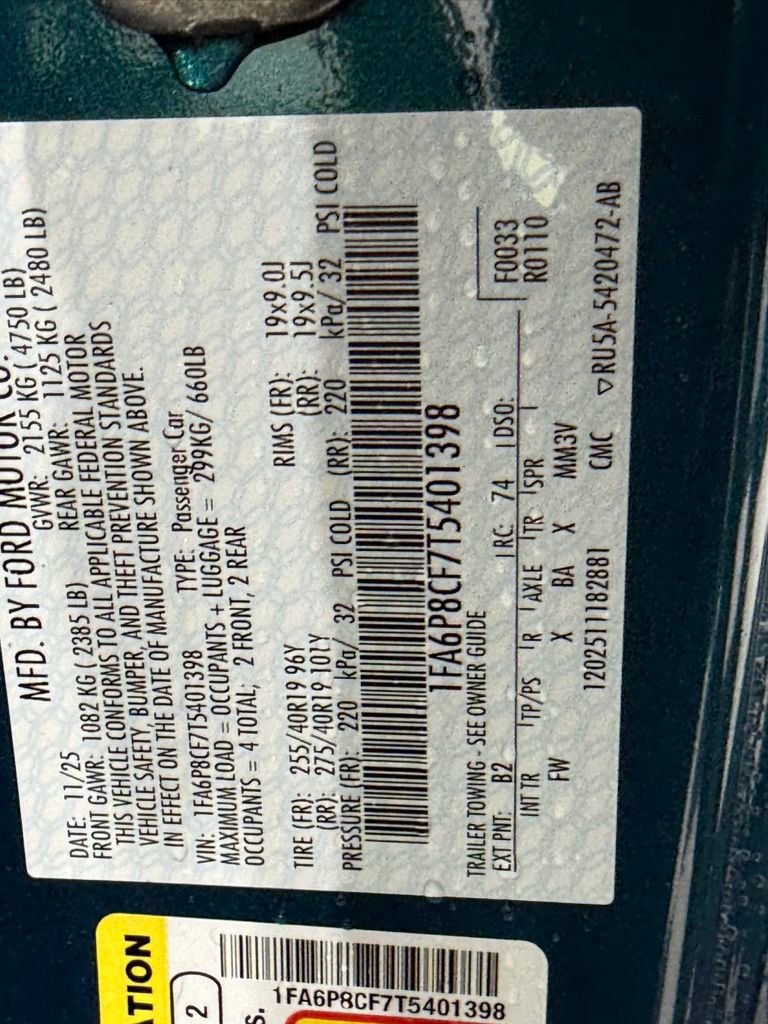 MFD. BY FORD MOTOR CO.
DATE: 11/25 GVWR: 2155 KG ( 4750 LB)
FRONT GAWR: 1082 KG ( 2385 LB) REAR GAWR: 1125 KG ( 2480 LB)
THIS VEHICLE CONFORMS TO ALL APPLICABLE FEDERAL MOTOR
VEHICLE SAFETY, BUMPER, AND THEFT PREVENTION STANDARDS
IN EFFECT ON THE DATE OF MANUFACTURE SHOWN ABOVE.
VIN: 1FA6P8CF7T5401398 TYPE: Passenger Car
MAXIMUM LOAD = OCCUPANTS + LUGGAGE = 299KG/ 660LB
OCCUPANTS = 4 TOTAL, 2 FRONT, 2 REAR
TIRE (FR): 255/40R19 96Y RIMS (FR): 19x9.0J
(RR): 275/40R19 101Y (RR): 19x9.5J
PRESSURE (FR): 220 kPa/ 32 PSI COLD (RR): 220 kPa/ 32 PSI COLD
1FA6P8CF7T5401398
TRAILER TOWING - SEE OWNER GUIDE
F0033
EXT PNT: B2 RC: 74 DSO: R0110
INT TR TP/PS R AXLE TR SPR
FW X BA X MM3V
1202511182881 CMC ▽RU5A-5420472-AB
ATION
2
S.
1FA6P8CF7T5401398